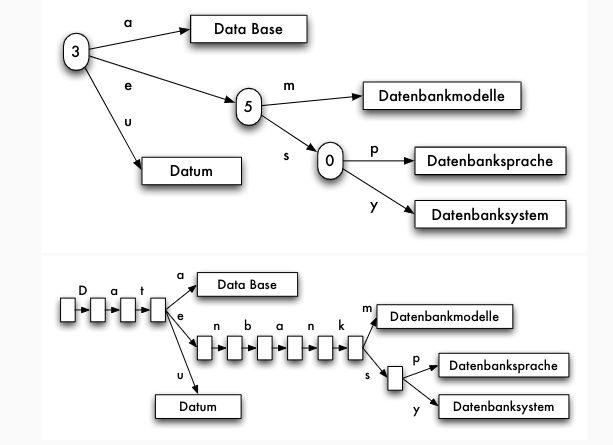 a
Data Base
3
e
m
Datenbankmodelle
5
u
s
p
Datenbanksprache
0
Datum
y
Datenbanksystem
D a t
a
Data Base
e
n b a n k
m
Datenbankmodelle
u
s
p
Datenbanksprache
Datum
y
Datenbanksystem